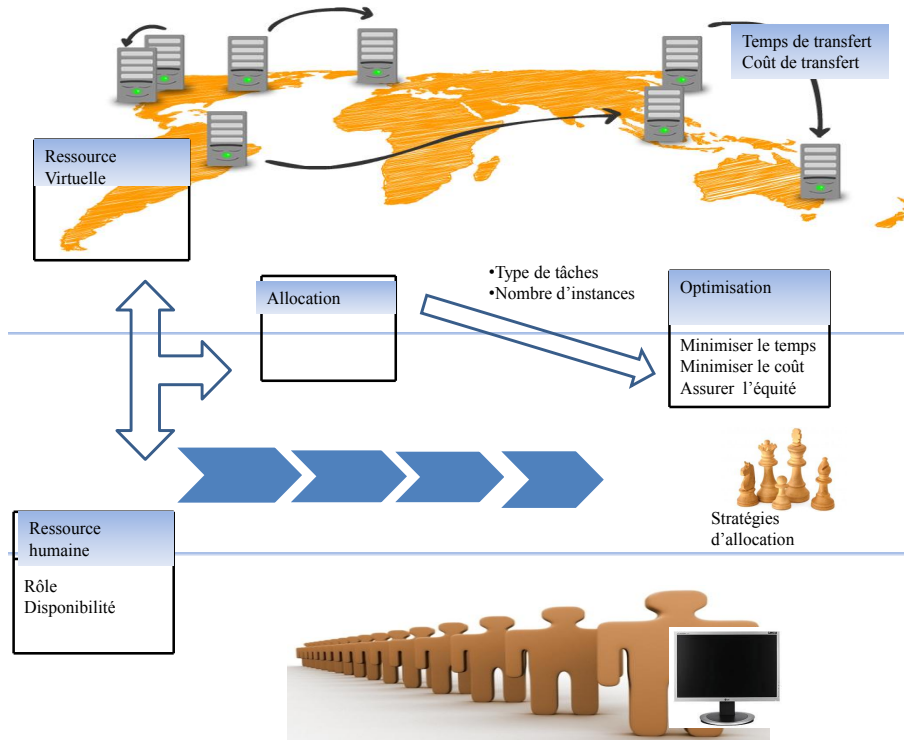 Temps de transfert
Coût de transfert
Ressource
Virtuelle
•Type de tâches
•Nombre d’instances
Allocation
Optimisation
Minimiser le temps
Minimiser le coût
Assurer l’équité
Stratégies
d’allocation
Ressource
humaine
Rôle
Disponibilité